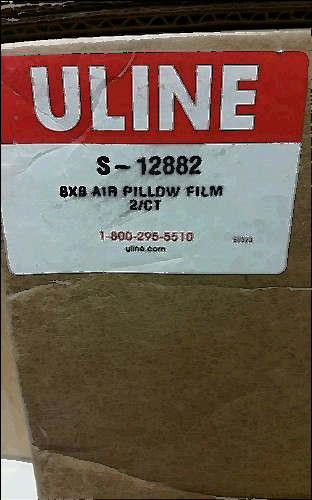 ULINE
S-12882
8X8 AIR PILLOW FILM
2/CT
1-800-295-5510
uline.com